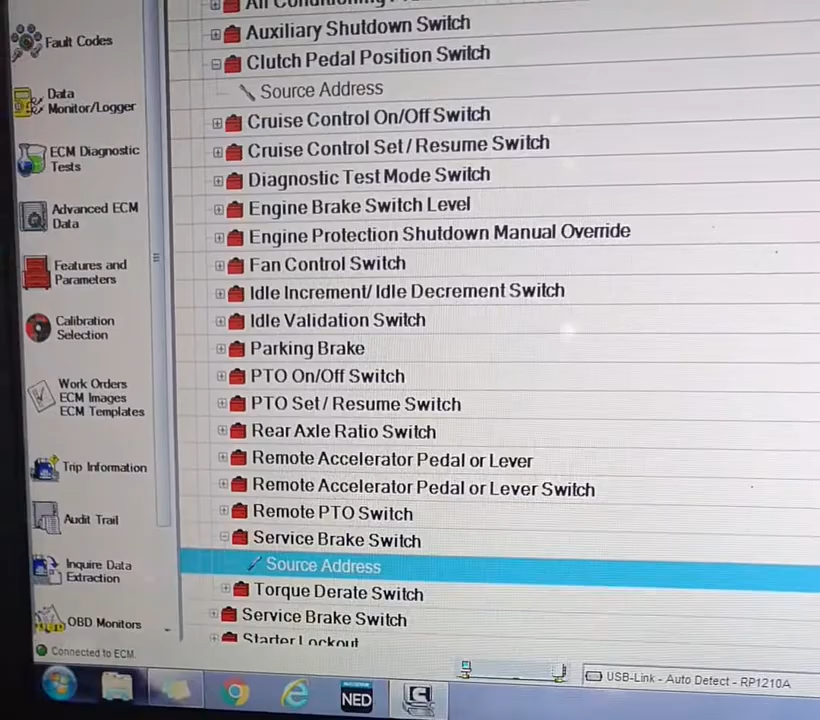 Fault Codes
Data
Monitor/Logger
ECM Diagnostic
Tests
Advanced ECM
Data
Features and
Parameters
Calibration
Selection
Work Orders
ECM Images
ECM Templates
Trip Information
Audit Trail
Inquire Data
Extraction
OBD Monitors
Connected to ECM.
Auxiliary Shutdown Switch
Clutch Pedal Position Switch
Source Address
Cruise Control On/Off Switch
Cruise Control Set / Resume Switch
Diagnostic Test Mode Switch
Engine Brake Switch Level
Engine Protection Shutdown Manual Override
Fan Control Switch
Idle Increment/ Idle Decrement Switch
Idle Validation Switch
Parking Brake
PTO On/Off Switch
PTO Set / Resume Switch
Rear Axle Ratio Switch
Remote Accelerator Pedal or Lever
Remote Accelerator Pedal or Lever Switch
Remote PTO Switch
Service Brake Switch
Source Address
Torque Derate Switch
Service Brake Switch
Starter Lockout
USB-Link - Auto Detect - RP1210A
NED